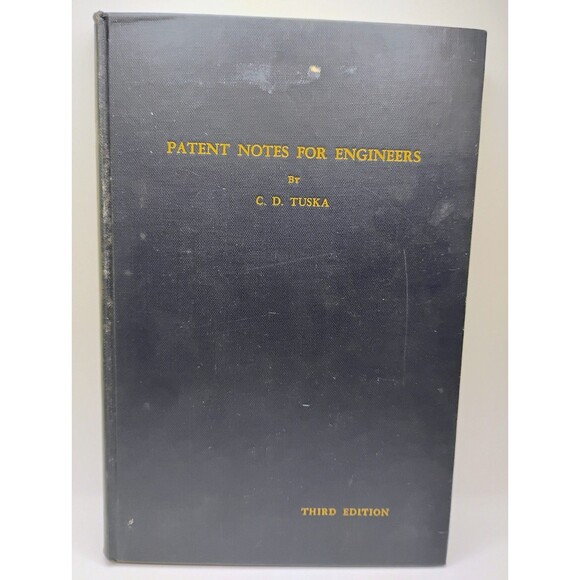 PATENT NOTES FOR ENGINEERS
BY
C. D. TUSKA
THIRD EDITION